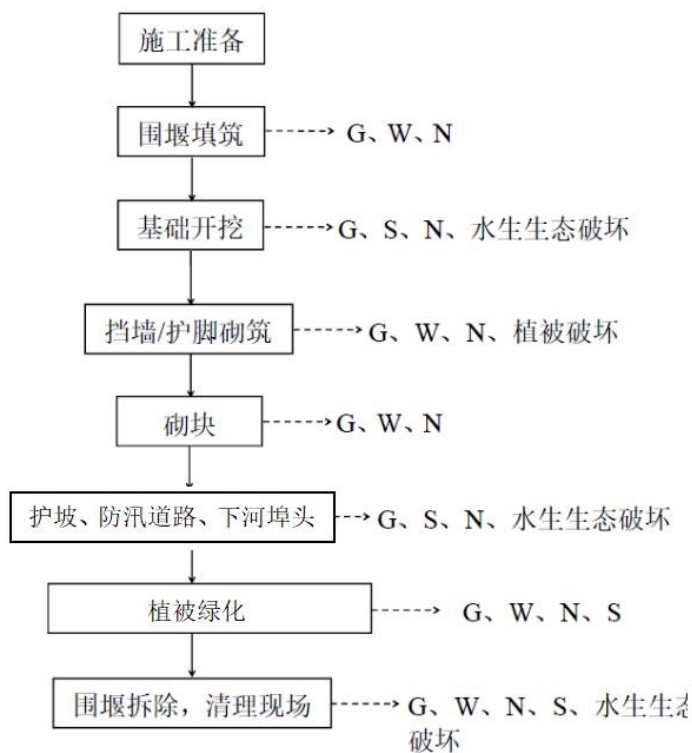 施工准备
围堰填筑
G、W、N
基础开挖
G、S、N、水生生态破坏
挡墙/护脚砌筑
G、W、N、植被破坏
砌块
G、W、N
护坡、防汛道路、下河埠头
G、S、N、水生生态破坏
植被绿化
G、W、N、S
围堰拆除，清理现场
G、W、N、S、水生生态
破坏